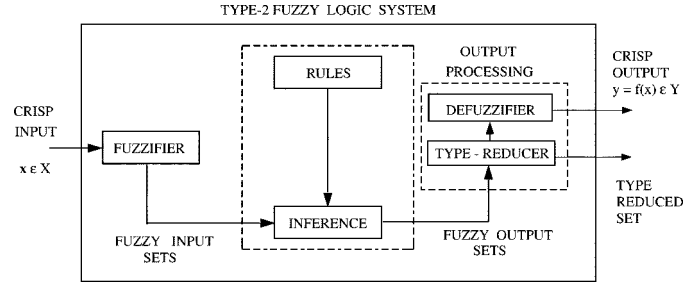 TYPE-2 FUZZY LOGIC SYSTEM
CRISP
INPUT
x ε X
FUZZIFIER
FUZZY INPUT
SETS
RULES
INFERENCE
OUTPUT
PROCESSING
DEFUZZIFIER
TYPE - REDUCER
FUZZY OUTPUT
SETS
CRISP
OUTPUT
y = f(x) ε Y
TYPE
REDUCED
SET